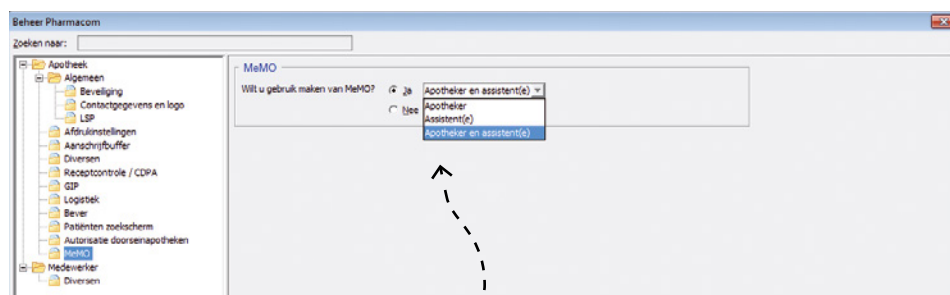 Beheer Pharmacom
Zoeken naar:
Apotheek
Algemeen
Beveiliging
Contactgegevens en logo
LSP
Afdrukinstellingen
Aanschrijfbuffer
Diversen
Receptcontrole / CDPA
GIP
Logistiek
Bever
Patiënten zoekscherm
Autorisatie doorseinapotheken
MeMO
Medewerker
Diversen
MeMO
Wilt u gebruik maken van MeMO? Ja Apotheker en assistent(e)
Nee Apotheker
Assistent(e)
Apotheker en assistent(e)